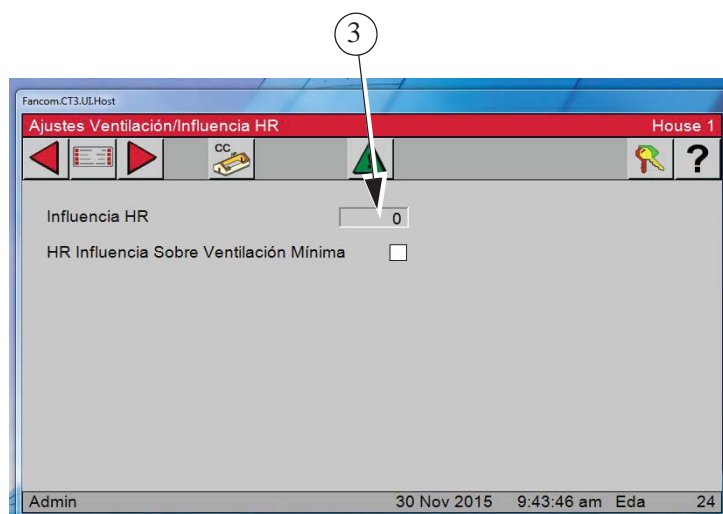 3
Fancom.CT3.UI.Host
Ajustes Ventilación/Influencia HR House 1
CC ?
Influencia HR 0
HR Influencia Sobre Ventilación Mínima
Admin 30 Nov 2015 9:43:46 am Eda 24